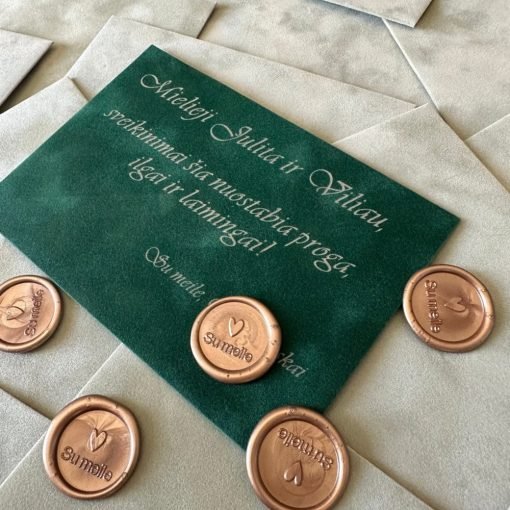 Mielieji Julita ir Viliau,
sveikinimai šia nuostabia proga,
ilgai ir laimingai!
Su meile,
Su meile
Su meile
Su meile
Su meile
Su meile